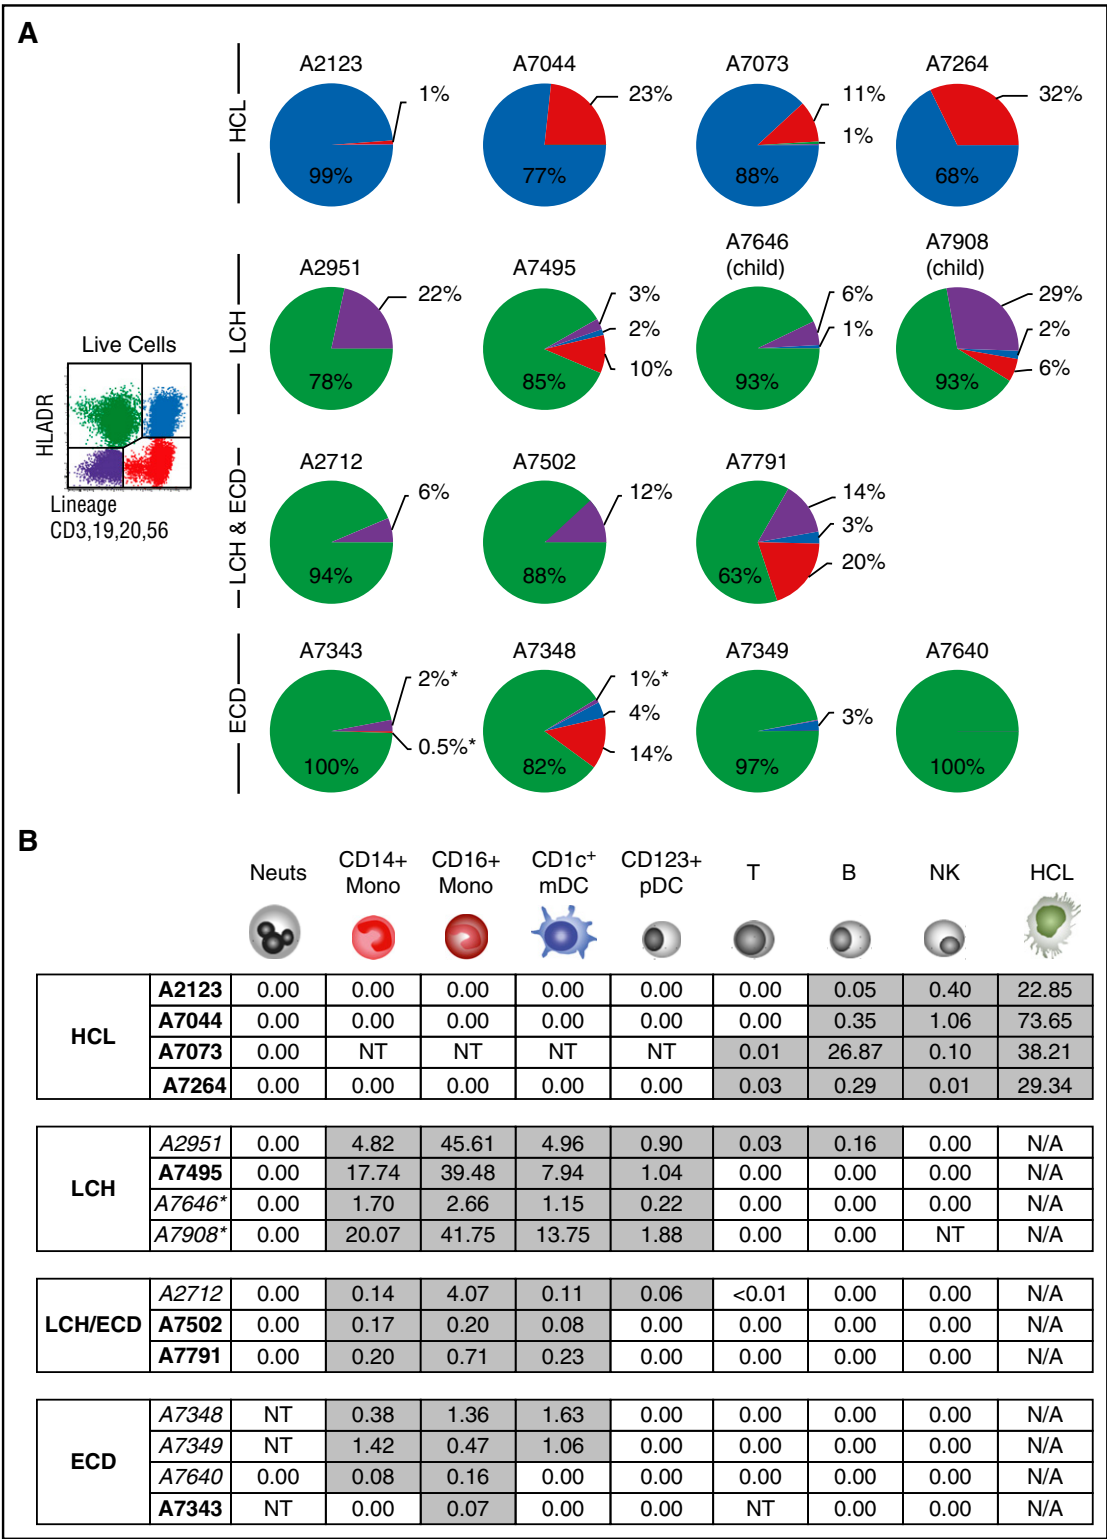 A
HCL
A2123
1%
99%
A7044
23%
77%
A7073
11%
1%
88%
A7264
32%
68%
LCH
A2951
22%
78%
A7495
3%
2%
10%
85%
A7646
(child)
6%
1%
93%
A7908
(child)
29%
2%
6%
93%
Live Cells
HLADR
Lineage
CD3,19,20,56
LCH & ECD
A2712
6%
94%
A7502
12%
88%
A7791
14%
3%
20%
63%
ECD
A7343
2%*
0.5%*
100%
A7348
1%*
4%
14%
82%
A7349
3%
97%
A7640
100%
B
Neuts CD14+ Mono CD16+ Mono CD1c+ mDC CD123+ pDC T B NK HCL
HCL
A2123 0.00 0.00 0.00 0.00 0.00 0.00 0.05 0.40 22.85
A7044 0.00 0.00 0.00 0.00 0.00 0.00 0.35 1.06 73.65
A7073 0.00 NT NT NT NT 0.01 26.87 0.10 38.21
A7264 0.00 0.00 0.00 0.00 0.00 0.03 0.29 0.01 29.34
LCH
A2951 0.00 4.82 45.61 4.96 0.90 0.03 0.16 0.00 N/A
A7495 0.00 17.74 39.48 7.94 1.04 0.00 0.00 0.00 N/A
A7646* 0.00 1.70 2.66 1.15 0.22 0.00 0.00 0.00 N/A
A7908* 0.00 20.07 41.75 13.75 1.88 0.00 0.00 NT N/A
LCH/ECD
A2712 0.00 0.14 4.07 0.11 0.06 <0.01 0.00 0.00 N/A
A7502 0.00 0.17 0.20 0.08 0.00 0.00 0.00 0.00 N/A
A7791 0.00 0.20 0.71 0.23 0.00 0.00 0.00 0.00 N/A
ECD
A7348 NT 0.38 1.36 1.63 0.00 0.00 0.00 0.00 N/A
A7349 NT 1.42 0.47 1.06 0.00 0.00 0.00 0.00 N/A
A7640 0.00 0.08 0.16 0.00 0.00 0.00 0.00 0.00 N/A
A7343 NT 0.00 0.07 0.00 0.00 NT 0.00 0.00 N/A